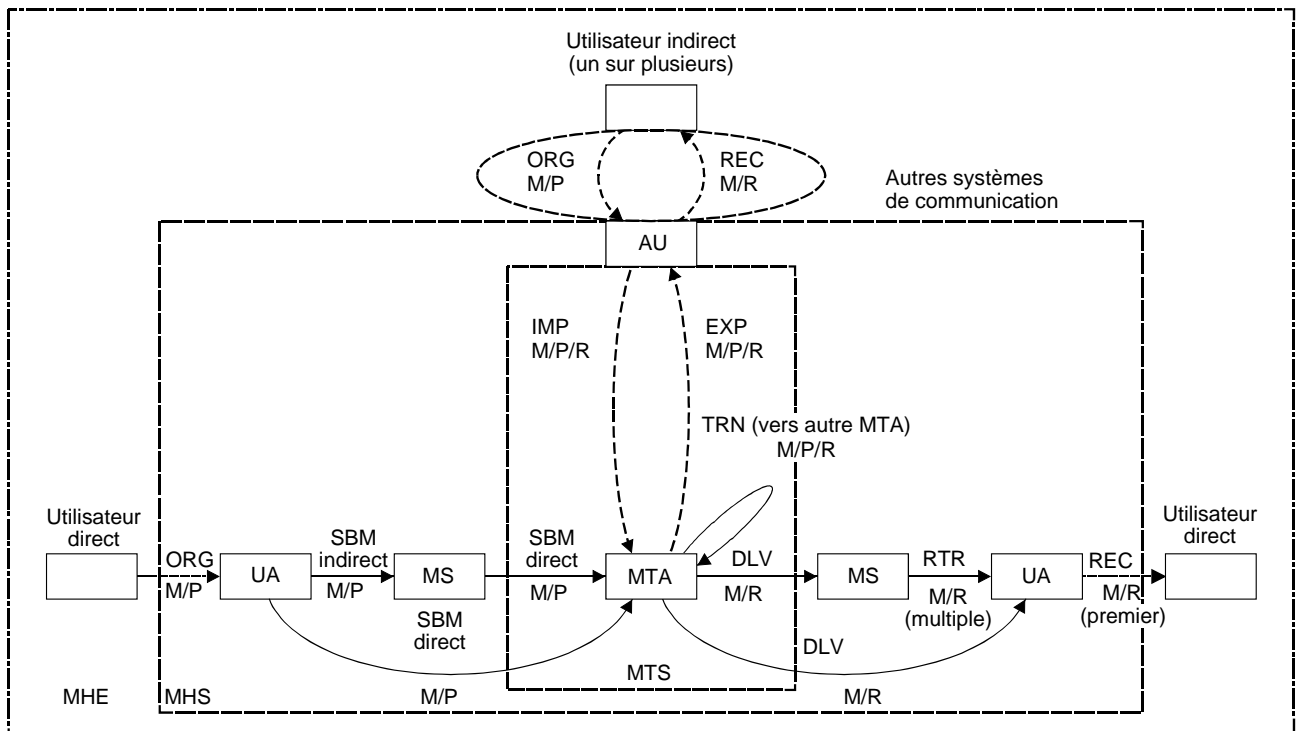 Utilisateur indirect
(un sur plusieurs)
ORG
M/P
REC
M/R
Autres systèmes
de communication
AU
IMP
M/P/R
EXP
M/P/R
TRN (vers autre MTA)
M/P/R
Utilisateur
direct
ORG
M/P
UA
SBM
indirect
M/P
MS
SBM
direct
SBM
direct
M/P
MTA
DLV
M/R
MS
RTR
M/R
(multiple)
UA
REC
M/R
(premier)
Utilisateur
direct
DLV
MTS
MHE
MHS
M/P
M/R